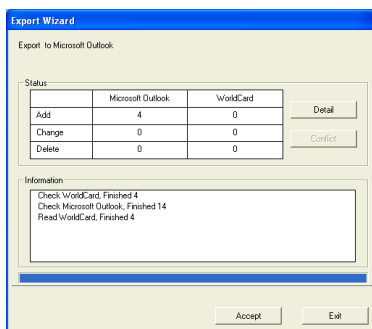 Export Wizard
Export to Microsoft Outlook
Status
Microsoft Outlook WorldCard
Add 4 0
Change 0 0
Delete 0 0
Detail
Conflict
Information
Check WorldCard, Finished 4
Check Microsoft Outlook, Finished 14
Read WorldCard, Finished 4
Accept Exit